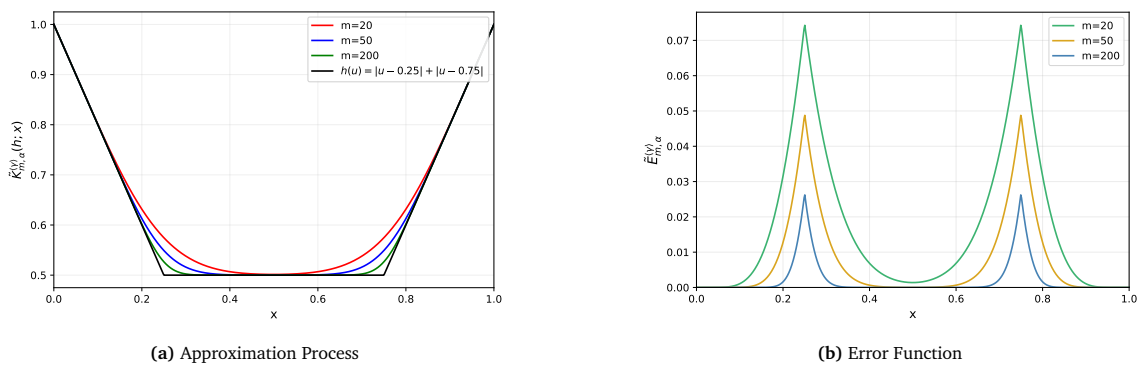 1.0
0.9
0.8
0.7
0.6
0.5
0.0
0.2
0.4
0.6
0.8
1.0
x
K̃⟨γ⟩m,α(h; x)
m=20
m=50
m=200
h(u) = |u − 0.25| + |u − 0.75|
(a) Approximation Process
0.07
0.06
0.05
0.04
0.03
0.02
0.01
0.00
0.0
0.2
0.4
0.6
0.8
1.0
x
Ẽ⟨γ⟩m,α
m=20
m=50
m=200
(b) Error Function